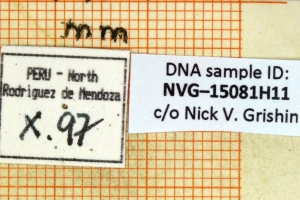 mm
PERU - North
Rodriguez de Mendoza
X.97
DNA sample ID:
NVG–15081H11
c/o Nick V. Grishin